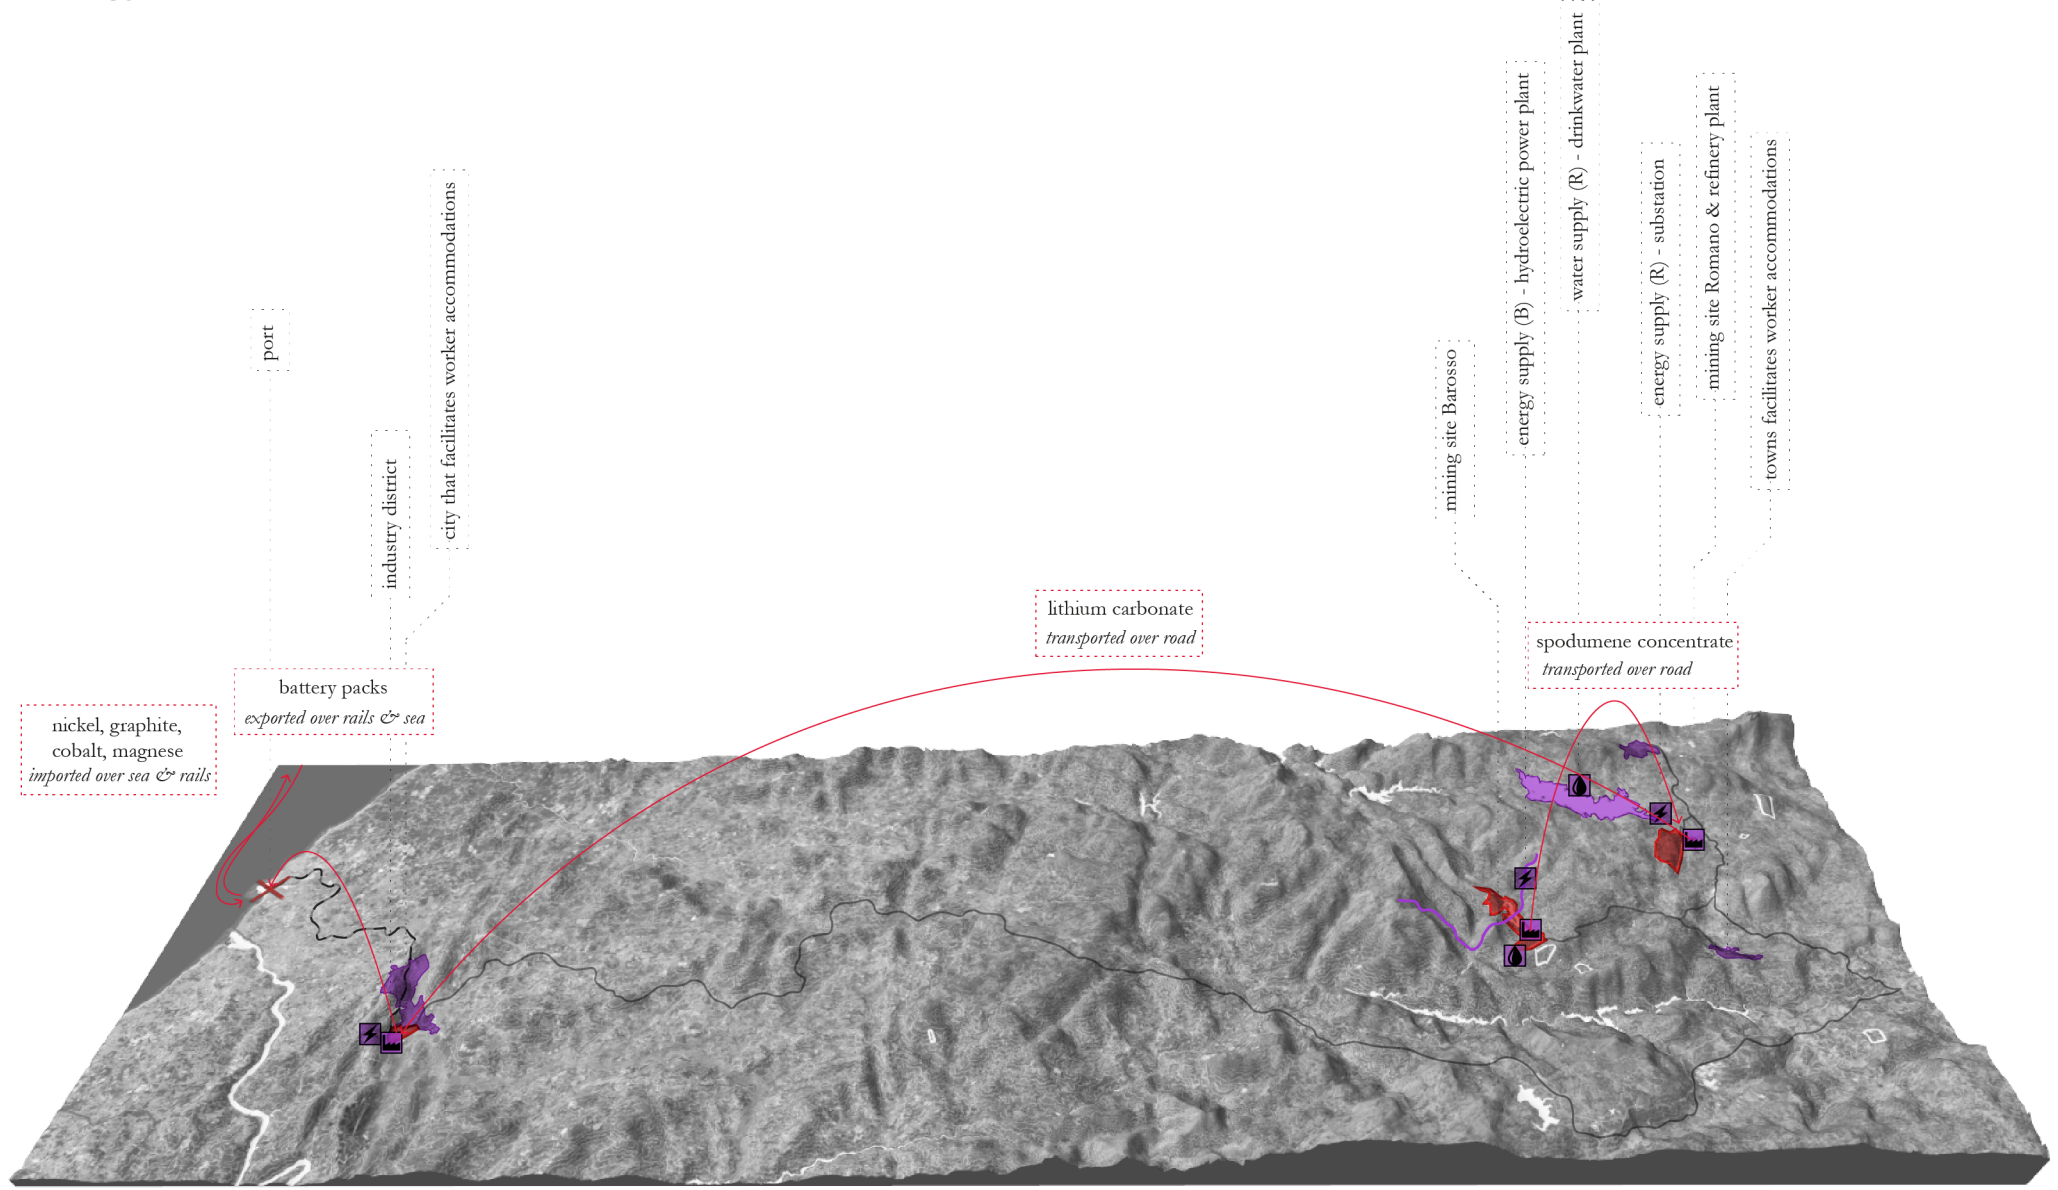 port
industry district
city that facilitates worker accommodations
mining site Barosso
energy supply (B) - hydroelectric power plant
water supply (R) - drinkwater plant
energy supply (R) - substation
mining site Romano & refinery plant
towns facilitates worker accommodations
lithium carbonate
transported over road
spodumene concentrate
transported over road
battery packs
exported over rails & sea
nickel, graphite,
cobalt, magnese
imported over sea & rails